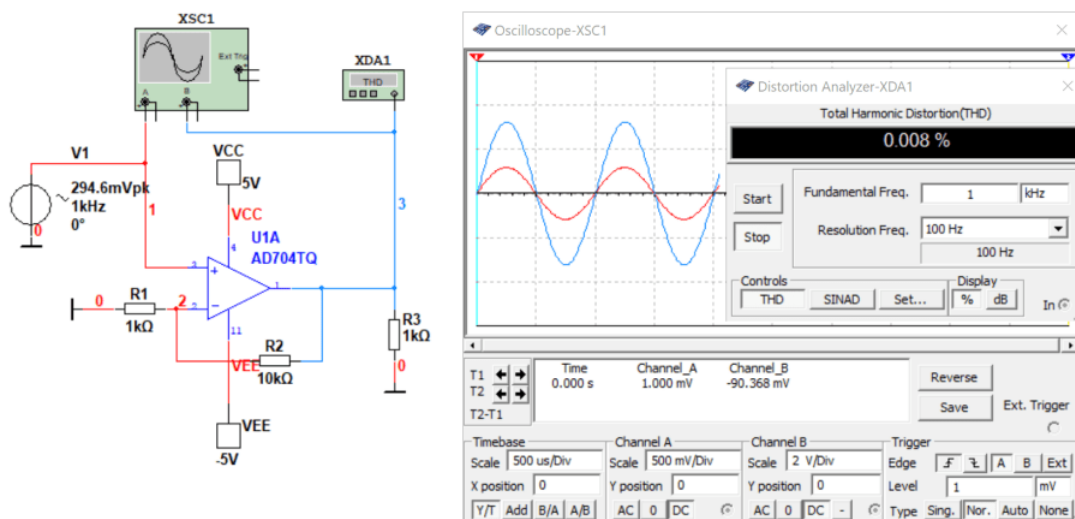 XSC1
Ext Trig
A
B
XDA1
THD
V1
294.6mVpk
1kHz
0°
0
1
VCC
5V
VCC
U1A
AD704TQ
4
3
2
1
11
3
0
R1
1kΩ
2
R2
10kΩ
R3
1kΩ
0
VEE
VEE
-5V
Oscilloscope-XSC1
Distortion Analyzer-XDA1
Total Harmonic Distortion(THD)
0.008 %
Start
Stop
Fundamental Freq. 1 kHz
Resolution Freq. 100 Hz
100 Hz
Controls
THD SINAD Set...
Display
% dB
In
T1
T2
T2-T1
Time Channel_A Channel_B
0.000 s 1.000 mV -90.368 mV
Reverse
Save
Ext. Trigger
Timebase
Scale 500 us/Div
X position 0
Y/T Add B/A A/B
Channel A
Scale 500 mV/Div
Y position 0
AC 0 DC
Channel B
Scale 2 V/Div
Y position 0
AC 0 DC -
Trigger
Edge A B Ext
Level 1 mV
Type Sing. Nor. Auto None